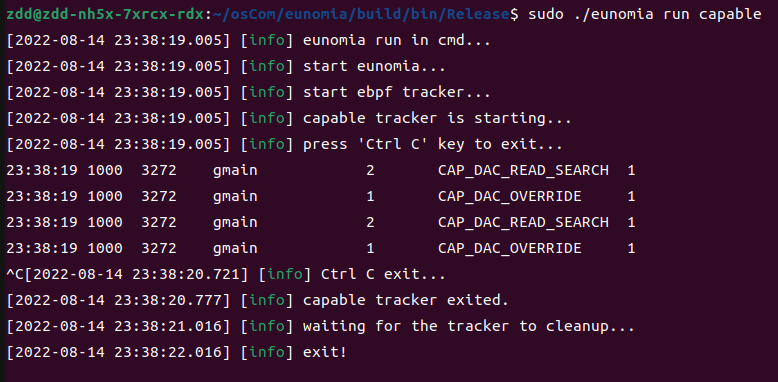 zdd@zdd-nh5x-7xrcx-rdx:~/osCom/eunomia/build/bin/Release$ sudo ./eunomia run capable
[2022-08-14 23:38:19.005] [info] eunomia run in cmd...
[2022-08-14 23:38:19.005] [info] start eunomia...
[2022-08-14 23:38:19.005] [info] start ebpf tracker...
[2022-08-14 23:38:19.005] [info] capable tracker is starting...
[2022-08-14 23:38:19.005] [info] press 'Ctrl C' key to exit...
23:38:19 1000  3272    gmain            2       CAP_DAC_READ_SEARCH  1
23:38:19 1000  3272    gmain            1       CAP_DAC_OVERRIDE     1
23:38:19 1000  3272    gmain            2       CAP_DAC_READ_SEARCH  1
23:38:19 1000  3272    gmain            1       CAP_DAC_OVERRIDE     1
^C[2022-08-14 23:38:20.721] [info] Ctrl C exit...
[2022-08-14 23:38:20.777] [info] capable tracker exited.
[2022-08-14 23:38:21.016] [info] waiting for the tracker to cleanup...
[2022-08-14 23:38:22.016] [info] exit!